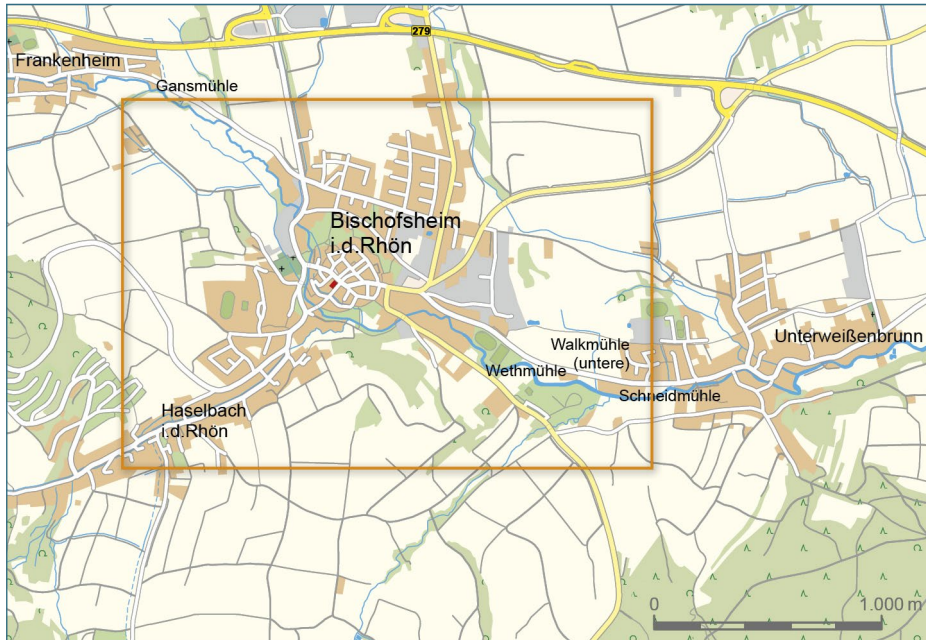 279
Frankenheim
Gansmühle
Bischofsheim
i.d.Rhön
Walkmühle
(untere)
Unterweißenbrunn
Wethmühle
Schneidmühle
Haselbach
i.d.Rhön
0
1.000 m